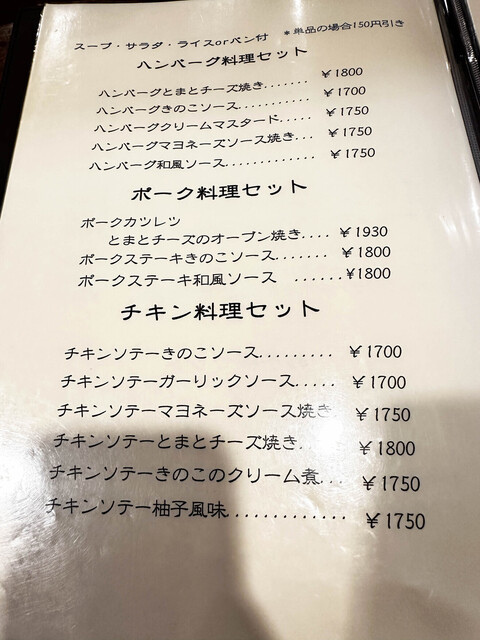 スープ・サラダ・ライスorパン付 *単品の場合150円引き
ハンバーグ料理セット
ハンバーグとまとチーズ焼き....... ¥1800
ハンバーグきのこソース........... ¥1700
ハンバーグクリームマスタード..... ¥1750
ハンバーグマヨネーズソース焼き... ¥1750
ハンバーグ和風ソース............ ¥1750
ポーク料理セット
ポークカツレツ
とまとチーズのオーブン焼き.... ¥1930
ポークステーキきのこソース....... ¥1800
ポークステーキ和風ソース ......¥1800
チキン料理セット
チキンソテーきのこソース......... ¥1700
チキンソテーガーリックソース..... ¥1700
チキンソテーマヨネーズソース焼き ¥1750
チキンソテーとまとチーズ焼き.. ¥1800
チキンソテーきのこのクリーム煮... ¥1750
チキンソテー柚子風味............ ¥1750